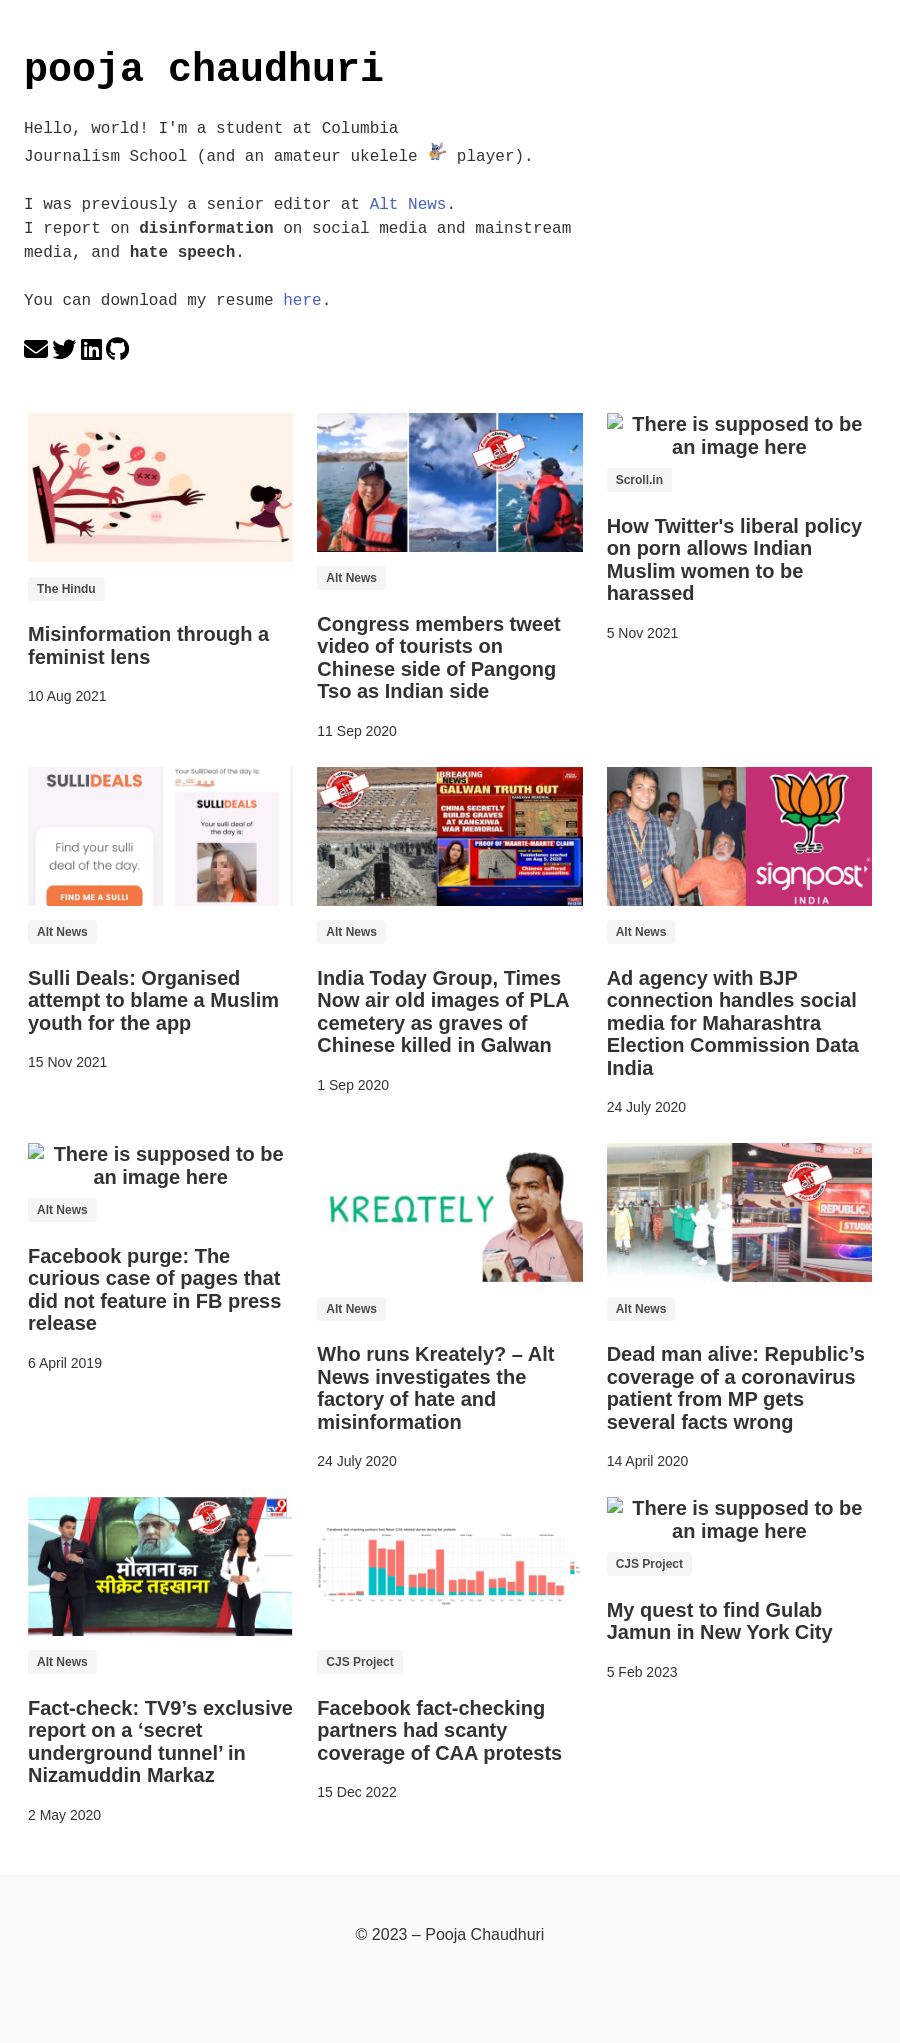 pooja chaudhuri
Hello, world! I'm a student at Columbia
Journalism School (and an amateur ukelele player).
I was previously a senior editor at Alt News.
I report on disinformation on social media and mainstream
media, and hate speech.
You can download my resume here.
The Hindu
Misinformation through a
feminist lens
10 Aug 2021
Alt News
Congress members tweet
video of tourists on
Chinese side of Pangong
Tso as Indian side
11 Sep 2020
There is supposed to be
an image here
Scroll.in
How Twitter's liberal policy
on porn allows Indian
Muslim women to be
harassed
5 Nov 2021
SULLIDEALS
Find your sulli
deal of the day.
FIND ME A SULLI
Your SulliDeal of the day is:
SULLIDEALS
Your sulli deal of
the day is:
Alt News
Sulli Deals: Organised
attempt to blame a Muslim
youth for the app
15 Nov 2021
BREAKING
NEWS
GALWAN TRUTH OUT
CHINA SECRETLY
BUILDS GRAVES
AT KANGXIWA
WAR MEMORIAL
PROOF OF 'MAARTE-MAARTE' CLAIM
Alt News
India Today Group, Times
Now air old images of PLA
cemetery as graves of
Chinese killed in Galwan
1 Sep 2020
signpost
INDIA
Alt News
Ad agency with BJP
connection handles social
media for Maharashtra
Election Commission Data
India
24 July 2020
There is supposed to be
an image here
Alt News
Facebook purge: The
curious case of pages that
did not feature in FB press
release
6 April 2019
KREΩTELY
Alt News
Who runs Kreately? – Alt
News investigates the
factory of hate and
misinformation
24 July 2020
REPUBLIC.
STUDIO
Alt News
Dead man alive: Republic’s
coverage of a coronavirus
patient from MP gets
several facts wrong
14 April 2020
TV9
मौलाना का
सीक्रेट तहखाना
Alt News
Fact-check: TV9’s exclusive
report on a ‘secret
underground tunnel’ in
Nizamuddin Markaz
2 May 2020
Facebook fact checking partners had fewer CAA related stories during the protests
CJS Project
Facebook fact-checking
partners had scanty
coverage of CAA protests
15 Dec 2022
There is supposed to be
an image here
CJS Project
My quest to find Gulab
Jamun in New York City
5 Feb 2023
© 2023 – Pooja Chaudhuri